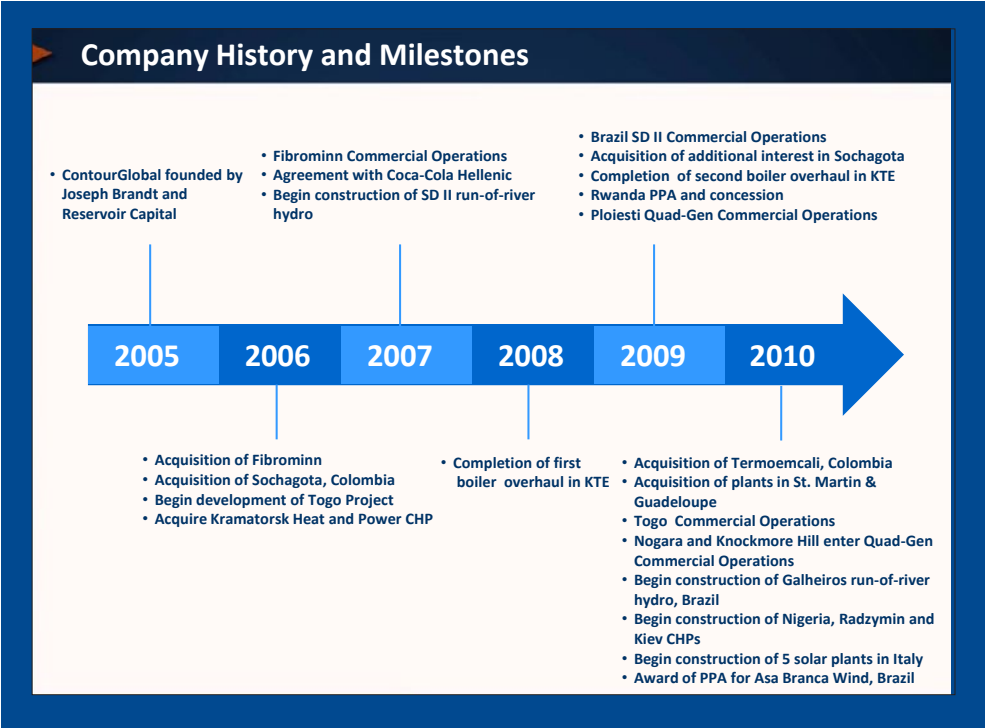 Company History and Milestones
• ContourGlobal founded by
Joseph Brandt and
Reservoir Capital
• Fibrominn Commercial Operations
• Agreement with Coca-Cola Hellenic
• Begin construction of SD II run-of-river
hydro
• Brazil SD II Commercial Operations
• Acquisition of additional interest in Sochagota
• Completion of second boiler overhaul in KTE
• Rwanda PPA and concession
• Ploiesti Quad-Gen Commercial Operations
2005 2006 2007 2008 2009 2010
• Acquisition of Fibrominn
• Acquisition of Sochagota, Colombia
• Begin development of Togo Project
• Acquire Kramatorsk Heat and Power CHP
• Completion of first
boiler overhaul in KTE
• Acquisition of Termoemcali, Colombia
• Acquisition of plants in St. Martin &
Guadeloupe
• Togo Commercial Operations
• Nogara and Knockmore Hill enter Quad-Gen
Commercial Operations
• Begin construction of Galheiros run-of-river
hydro, Brazil
• Begin construction of Nigeria, Radzymin and
Kiev CHPs
• Begin construction of 5 solar plants in Italy
• Award of PPA for Asa Branca Wind, Brazil